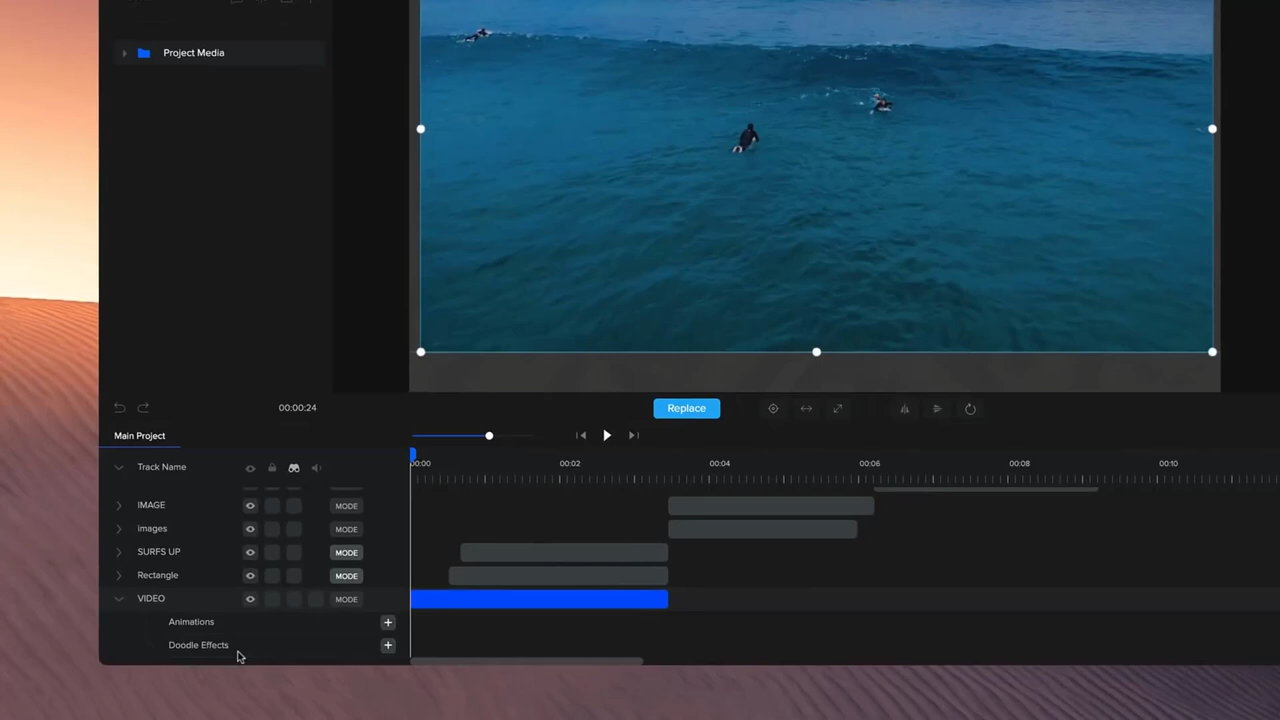 Project Media
00:00:24
Replace
Main Project
Track Name
00:00 00:02 00:04 00:06 00:08 00:10
IMAGE MODE
images MODE
SURFS UP MODE
Rectangle MODE
VIDEO MODE
Animations +
Doodle Effects +